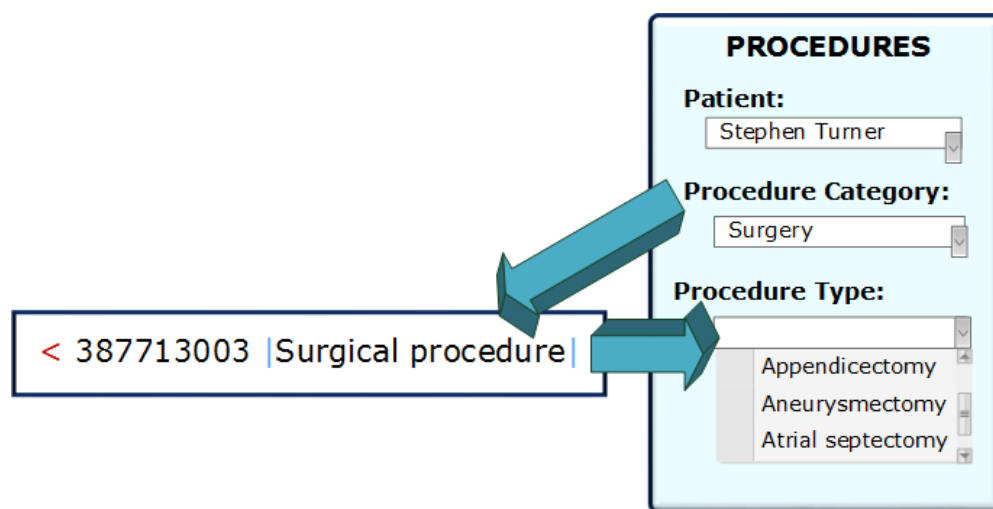 PROCEDURES
Patient:
Stephen Turner
Procedure Category:
Surgery
Procedure Type:
< 387713003 |Surgical procedure|
Appendicectomy
Aneurysmectomy
Atrial septectomy